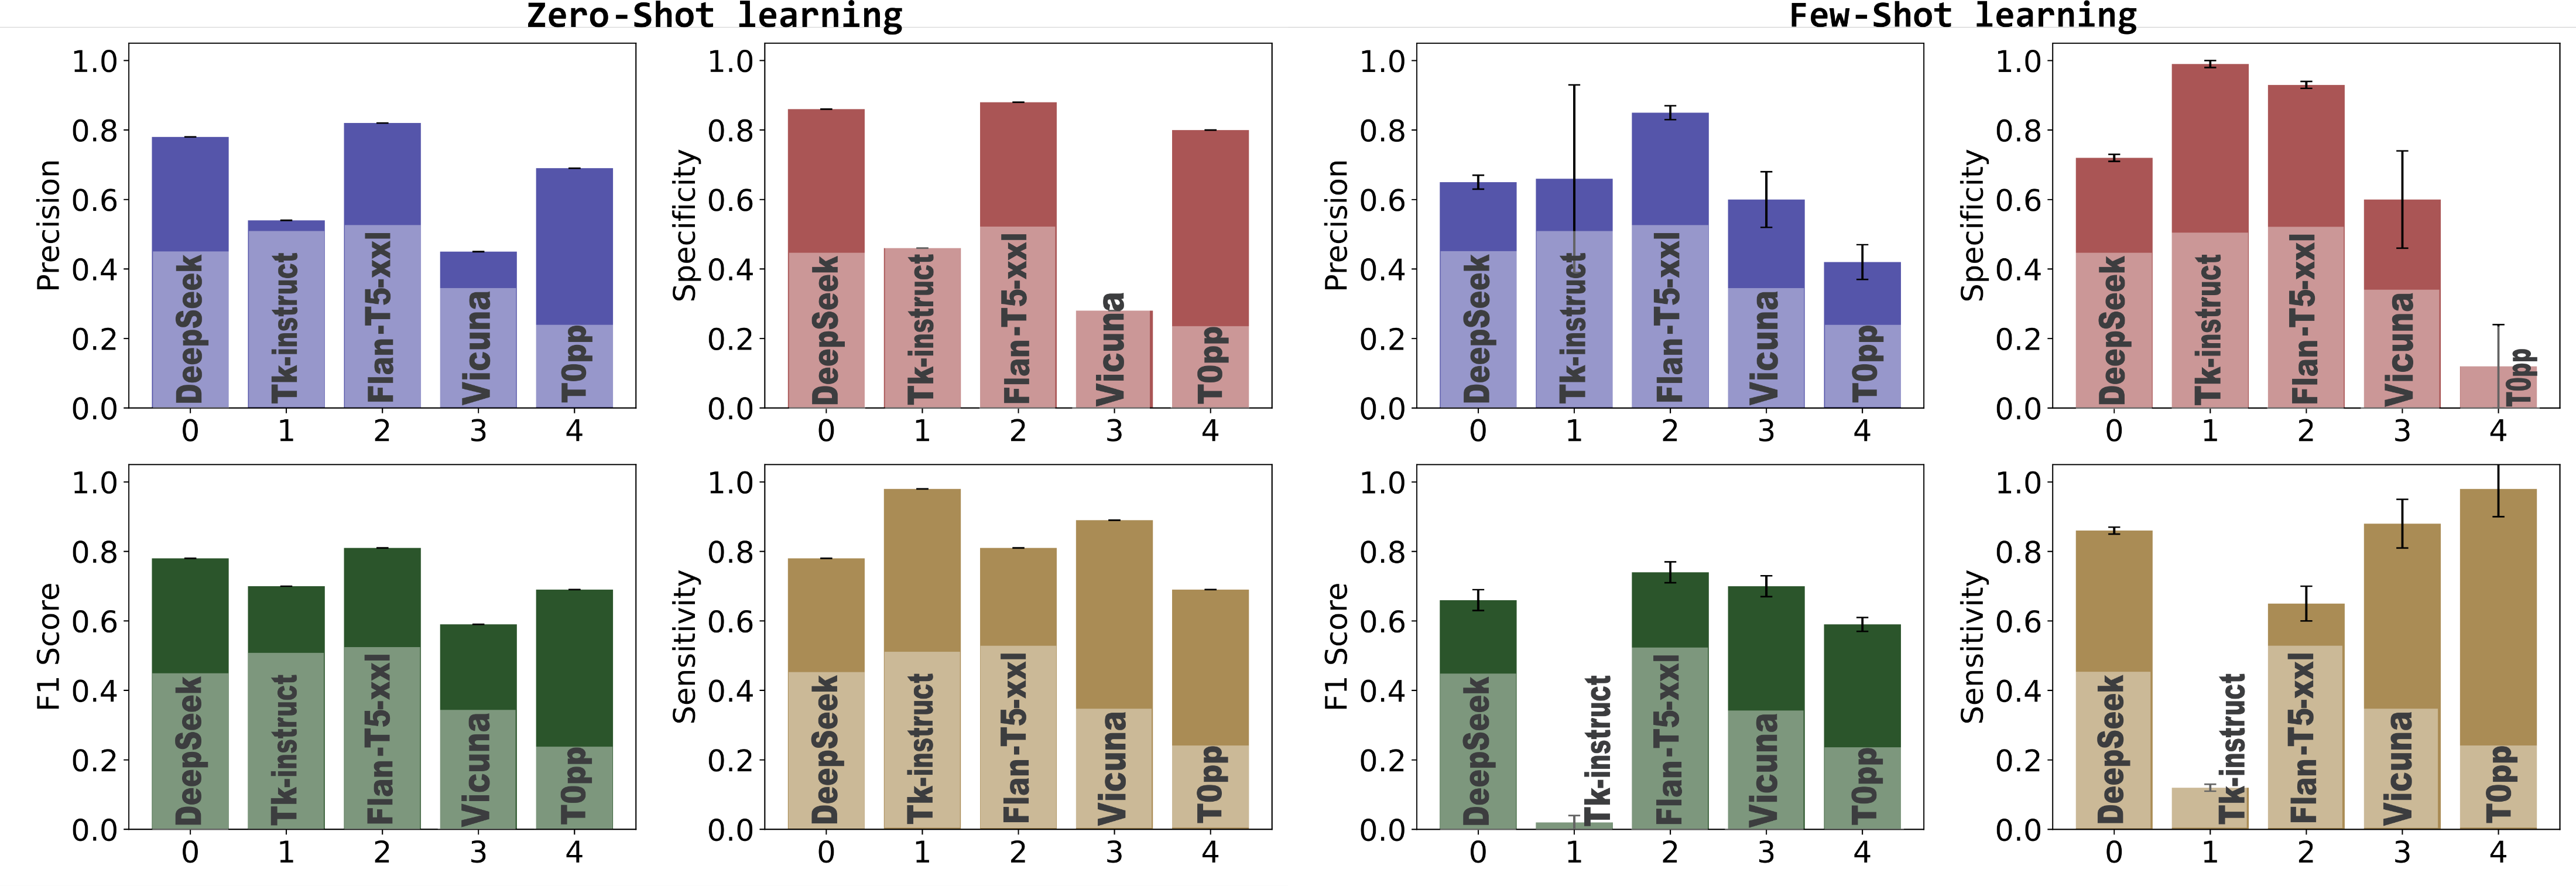 Zero-Shot learning
Few-Shot learning
Precision
1.0
0.8
0.6
0.4
0.2
0.0
DeepSeek
Tk-instruct
Flan-T5-xxl
Vicuna
T0pp
0 1 2 3 4
Specificity
1.0
0.8
0.6
0.4
0.2
0.0
DeepSeek
Tk-instruct
Flan-T5-xxl
Vicuna
T0pp
0 1 2 3 4
Precision
1.0
0.8
0.6
0.4
0.2
0.0
DeepSeek
Tk-instruct
Flan-T5-xxl
Vicuna
T0pp
0 1 2 3 4
Specificity
1.0
0.8
0.6
0.4
0.2
0.0
DeepSeek
Tk-instruct
Flan-T5-xxl
Vicuna
T0pp
0 1 2 3 4
F1 Score
1.0
0.8
0.6
0.4
0.2
0.0
DeepSeek
Tk-instruct
Flan-T5-xxl
Vicuna
T0pp
0 1 2 3 4
Sensitivity
1.0
0.8
0.6
0.4
0.2
0.0
DeepSeek
Tk-instruct
Flan-T5-xxl
Vicuna
T0pp
0 1 2 3 4
F1 Score
1.0
0.8
0.6
0.4
0.2
0.0
DeepSeek
Tk-instruct
Flan-T5-xxl
Vicuna
T0pp
0 1 2 3 4
Sensitivity
1.0
0.8
0.6
0.4
0.2
0.0
DeepSeek
Tk-instruct
Flan-T5-xxl
Vicuna
T0pp
0 1 2 3 4